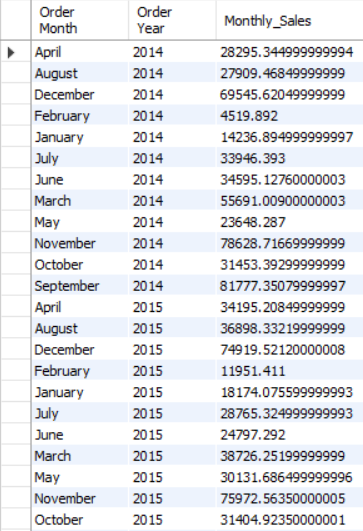 Order Month Order Year Monthly_Sales
April 2014 28295.344999999994
August 2014 27909.46849999999
December 2014 69545.62049999999
February 2014 4519.892
January 2014 14236.894999999997
July 2014 33946.393
June 2014 34595.12760000003
March 2014 55691.00900000003
May 2014 23648.287
November 2014 78628.71669999999
October 2014 31453.39299999999
September 2014 81777.35079999997
April 2015 34195.20849999999
August 2015 36898.33219999999
December 2015 74919.52120000008
February 2015 11951.411
January 2015 18174.075599999993
July 2015 28765.324999999993
June 2015 24797.292
March 2015 38726.25199999999
May 2015 30131.686499999996
November 2015 75972.56350000005
October 2015 31404.92350000001